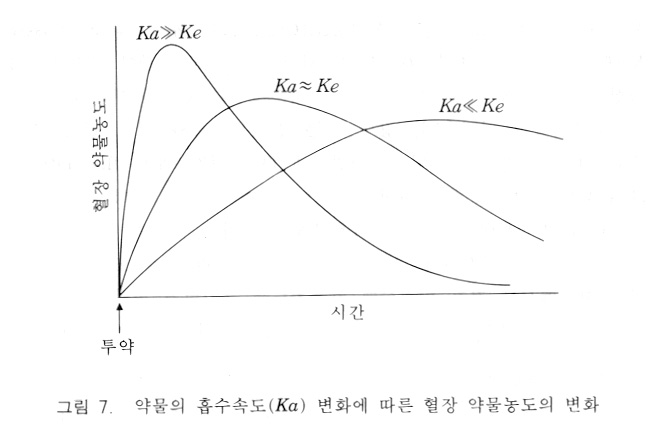 Ka≫Ke
Ka≈Ke
Ka≪Ke
혈장 약물농도
시간
투약
그림 7. 약물의 흡수속도(Ka) 변화에 따른 혈장 약물농도의 변화